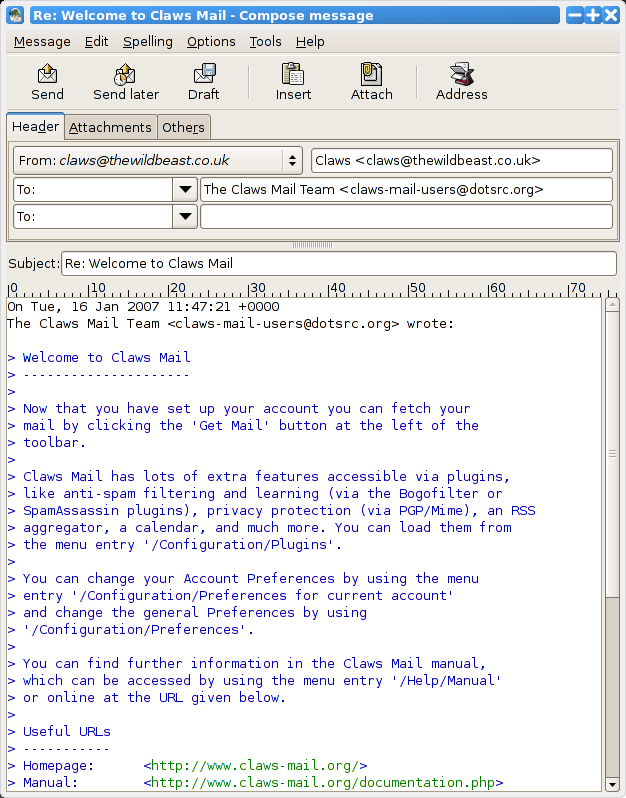 Re: Welcome to Claws Mail - Compose message
Message Edit Spelling Options Tools Help
Send Send later Draft Insert Attach Address
Header Attachments Others
From: claws@thewildbeast.co.uk Claws <claws@thewildbeast.co.uk>
To: The Claws Mail Team <claws-mail-users@dotsrc.org>
To:
Subject: Re: Welcome to Claws Mail
0 10 20 30 40 50 60 70
On Tue, 16 Jan 2007 11:47:21 +0000
The Claws Mail Team <claws-mail-users@dotsrc.org> wrote:
> Welcome to Claws Mail
> ---------------------
>
> Now that you have set up your account you can fetch your
> mail by clicking the 'Get Mail' button at the left of the
> toolbar.
>
> Claws Mail has lots of extra features accessible via plugins,
> like anti-spam filtering and learning (via the Bogofilter or
> SpamAssassin plugins), privacy protection (via PGP/Mime), an RSS
> aggregator, a calendar, and much more. You can load them from
> the menu entry '/Configuration/Plugins'.
>
> You can change your Account Preferences by using the menu
> entry '/Configuration/Preferences for current account'
> and change the general Preferences by using
> '/Configuration/Preferences'.
>
> You can find further information in the Claws Mail manual,
> which can be accessed by using the menu entry '/Help/Manual'
> or online at the URL given below.
>
> Useful URLs
> -----------
> Homepage: <http://www.claws-mail.org/>
> Manual: <http://www.claws-mail.org/documentation.php>